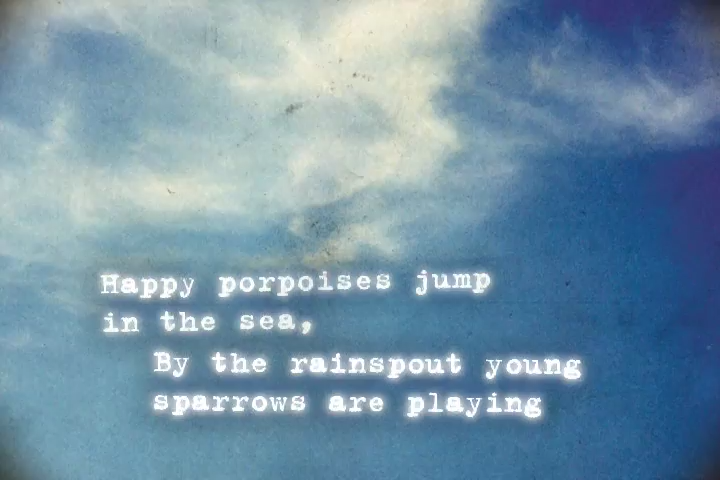 Happy porpoises jump
in the sea,
By the rainspout young
sparrows are playing